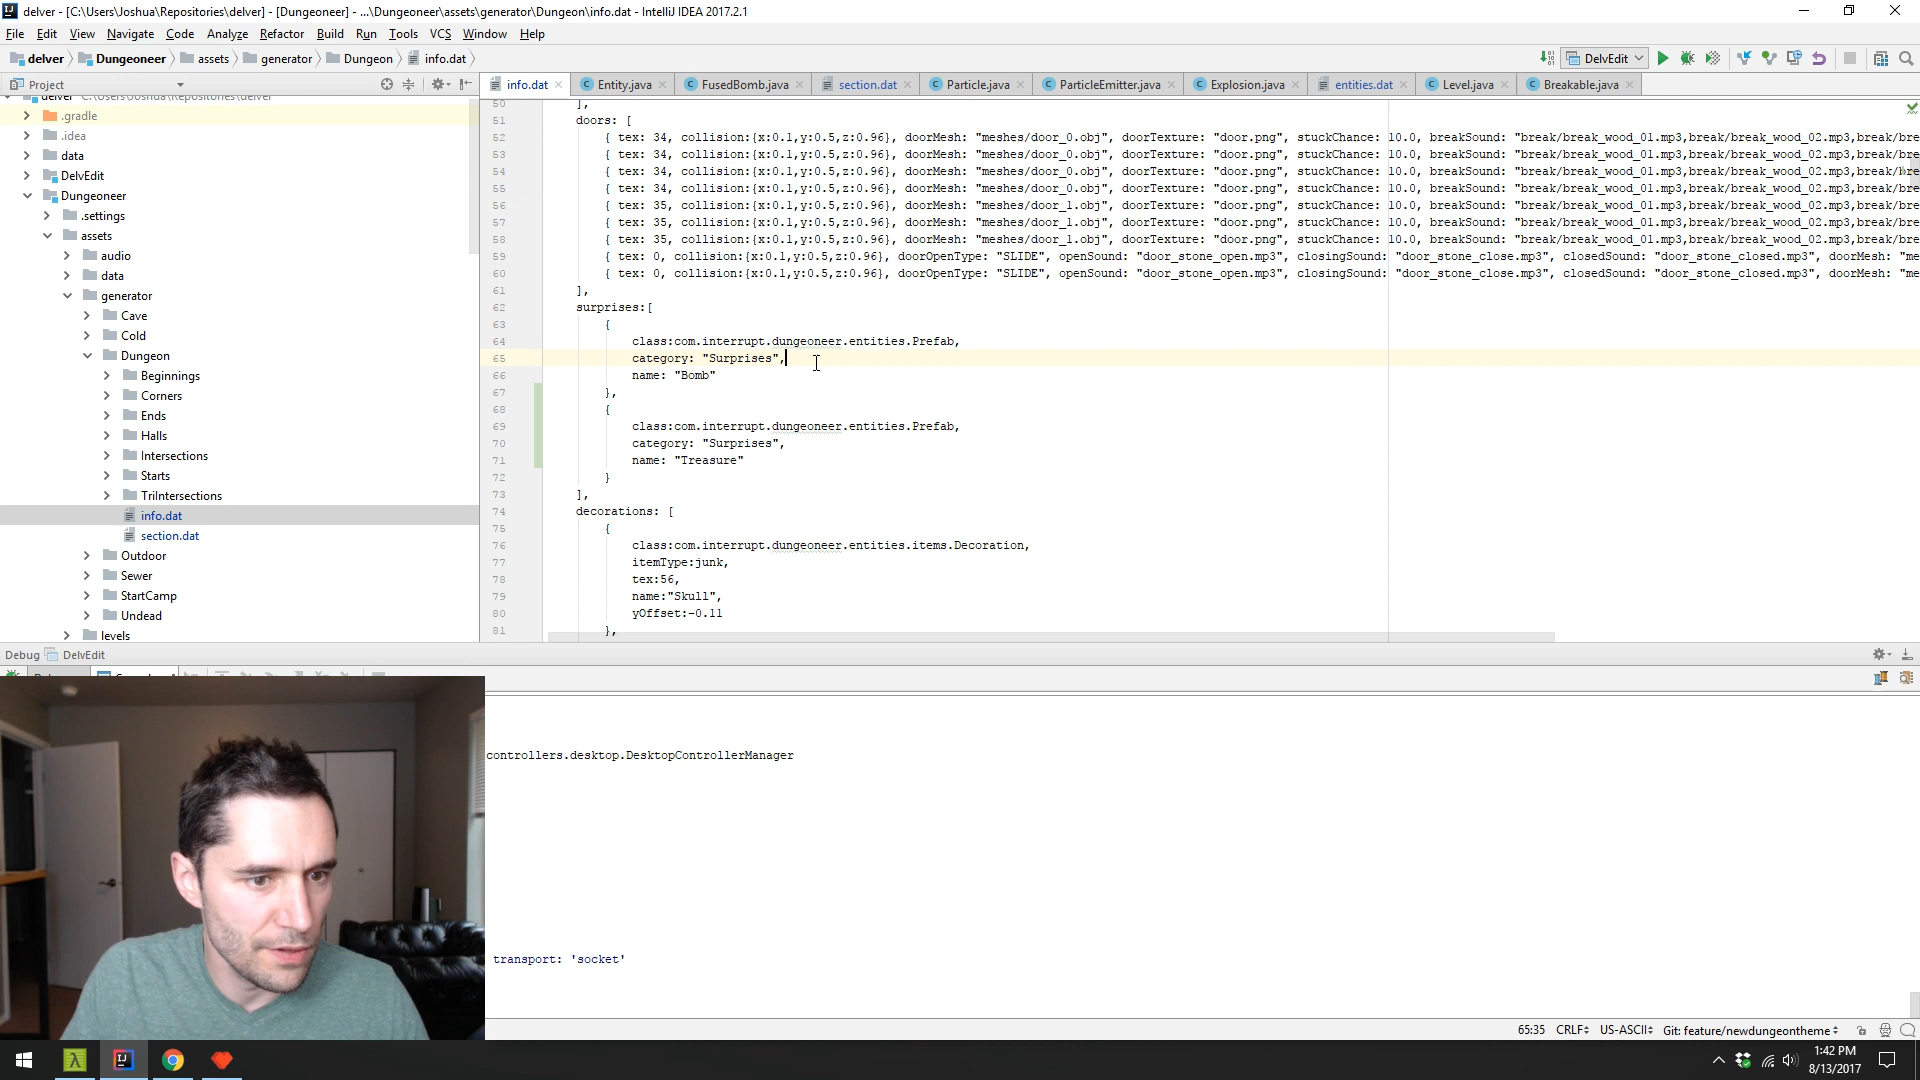 delver - [C:\Users\Joshua\Repositories\delver] - [Dungeoneer] - ...\Dungeoneer\assets\generator\Dungeon\info.dat - IntelliJ IDEA 2017.2.1
File Edit View Navigate Code Analyze Refactor Build Run Tools VCS Window Help
delver Dungeoneer assets generator Dungeon info.dat
DelvEdit
Project
info.dat Entity.java FusedBomb.java section.dat Particle.java ParticleEmitter.java Explosion.java entities.dat Level.java Breakable.java
delver C:\Users\Joshua\Repositories\delver
.gradle
.idea
data
DelvEdit
Dungeoneer
.settings
assets
audio
data
generator
Cave
Cold
Dungeon
Beginnings
Corners
Ends
Halls
Intersections
Starts
TriIntersections
info.dat
section.dat
Outdoor
Sewer
StartCamp
Undead
levels
50 ],
51 doors: [
52 { tex: 34, collision:{x:0.1,y:0.5,z:0.96}, doorMesh: "meshes/door_0.obj", doorTexture: "door.png", stuckChance: 10.0, breakSound: "break/break_wood_01.mp3,break/break_wood_02.mp3,break/bre
53 { tex: 34, collision:{x:0.1,y:0.5,z:0.96}, doorMesh: "meshes/door_0.obj", doorTexture: "door.png", stuckChance: 10.0, breakSound: "break/break_wood_01.mp3,break/break_wood_02.mp3,break/bre
54 { tex: 34, collision:{x:0.1,y:0.5,z:0.96}, doorMesh: "meshes/door_0.obj", doorTexture: "door.png", stuckChance: 10.0, breakSound: "break/break_wood_01.mp3,break/break_wood_02.mp3,break/bre
55 { tex: 34, collision:{x:0.1,y:0.5,z:0.96}, doorMesh: "meshes/door_0.obj", doorTexture: "door.png", stuckChance: 10.0, breakSound: "break/break_wood_01.mp3,break/break_wood_02.mp3,break/bre
56 { tex: 35, collision:{x:0.1,y:0.5,z:0.96}, doorMesh: "meshes/door_1.obj", doorTexture: "door.png", stuckChance: 10.0, breakSound: "break/break_wood_01.mp3,break/break_wood_02.mp3,break/bre
57 { tex: 35, collision:{x:0.1,y:0.5,z:0.96}, doorMesh: "meshes/door_1.obj", doorTexture: "door.png", stuckChance: 10.0, breakSound: "break/break_wood_01.mp3,break/break_wood_02.mp3,break/bre
58 { tex: 35, collision:{x:0.1,y:0.5,z:0.96}, doorMesh: "meshes/door_1.obj", doorTexture: "door.png", stuckChance: 10.0, breakSound: "break/break_wood_01.mp3,break/break_wood_02.mp3,break/bre
59 { tex: 0, collision:{x:0.1,y:0.5,z:0.96}, doorOpenType: "SLIDE", openSound: "door_stone_open.mp3", closingSound: "door_stone_close.mp3", closedSound: "door_stone_closed.mp3", doorMesh: "me
60 { tex: 0, collision:{x:0.1,y:0.5,z:0.96}, doorOpenType: "SLIDE", openSound: "door_stone_open.mp3", closingSound: "door_stone_close.mp3", closedSound: "door_stone_closed.mp3", doorMesh: "me
61 ],
62 surprises:[
63 {
64 class:com.interrupt.dungeoneer.entities.Prefab,
65 category: "Surprises",
66 name: "Bomb"
67 },
68 {
69 class:com.interrupt.dungeoneer.entities.Prefab,
70 category: "Surprises",
71 name: "Treasure"
72 }
73 ],
74 decorations: [
75 {
76 class:com.interrupt.dungeoneer.entities.items.Decoration,
77 itemType:junk,
78 tex:56,
79 name:"Skull",
80 yOffset:-0.11
81 },
Debug DelvEdit
controllers.desktop.DesktopControllerManager
transport: 'socket'
65:35 CRLF÷ US-ASCII÷ Git: feature/newdungeontheme÷
1:42 PM
8/13/2017